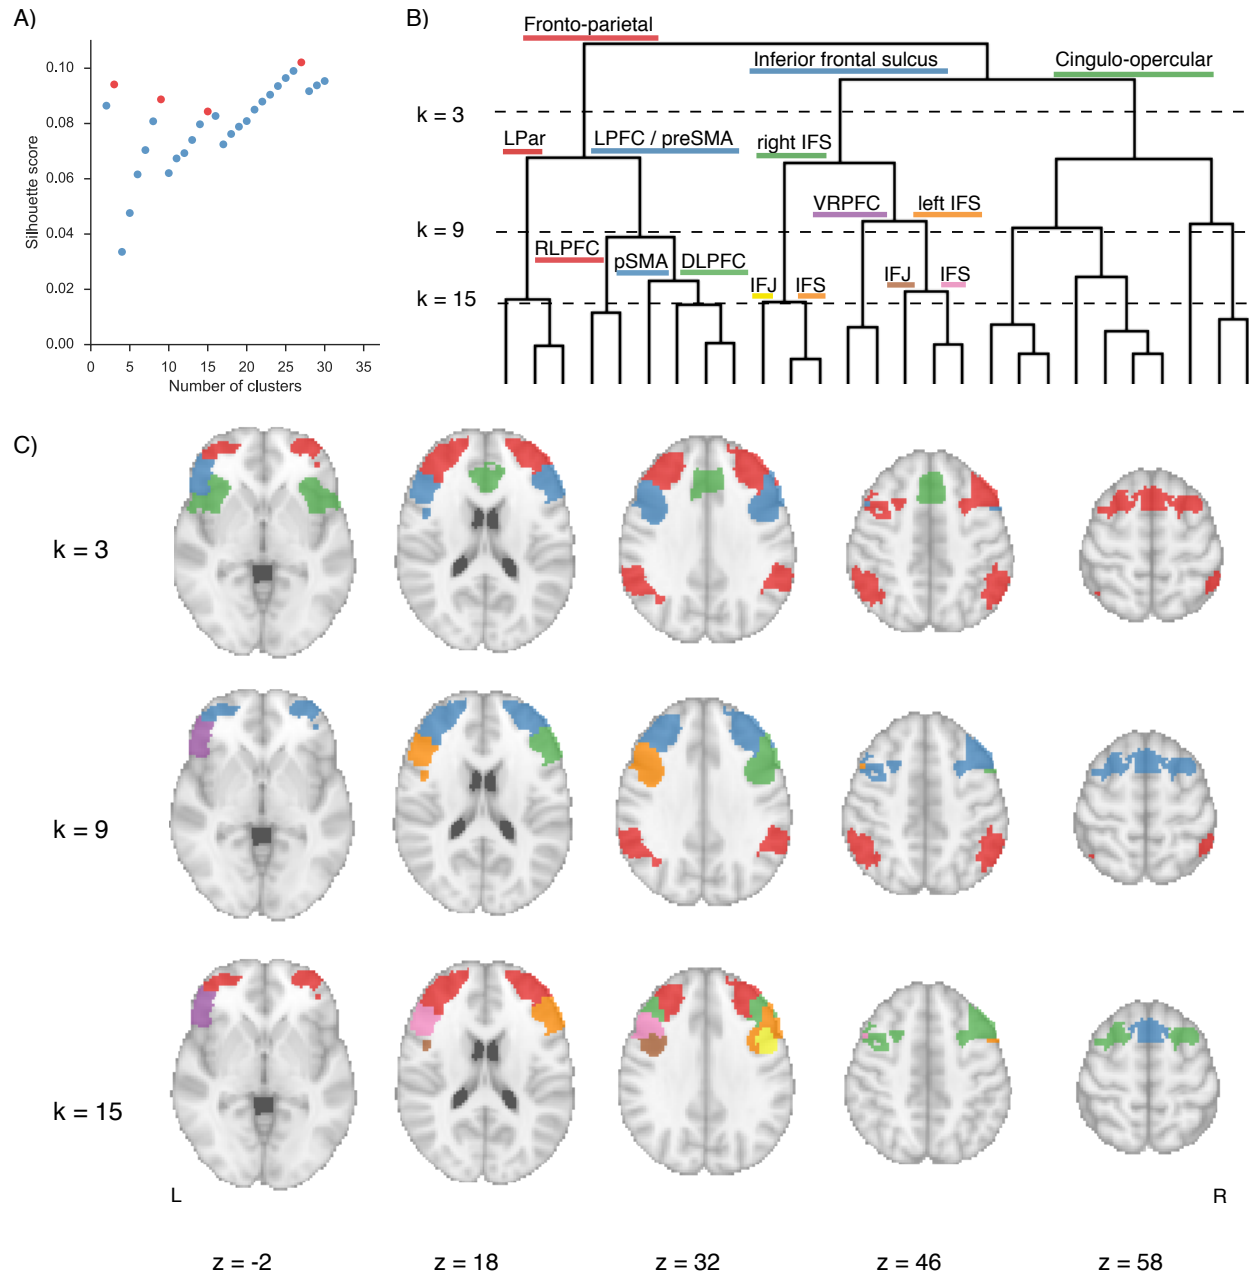 A)
0.10
0.08
0.06
0.04
0.02
0.00
Silhouette score
0 5 10 15 20 25 30 35
Number of clusters
B)
Fronto-parietal
Inferior frontal sulcus
Cingulo-opercular
k = 3
LPar
LPFC / preSMA
right IFS
VRPFC
left IFS
k = 9
RLPFC
pSMA
DLPFC
IFJ
IFS
IFJ
IFS
k = 15
C)
k = 3
k = 9
k = 15
L
R
z = -2
z = 18
z = 32
z = 46
z = 58